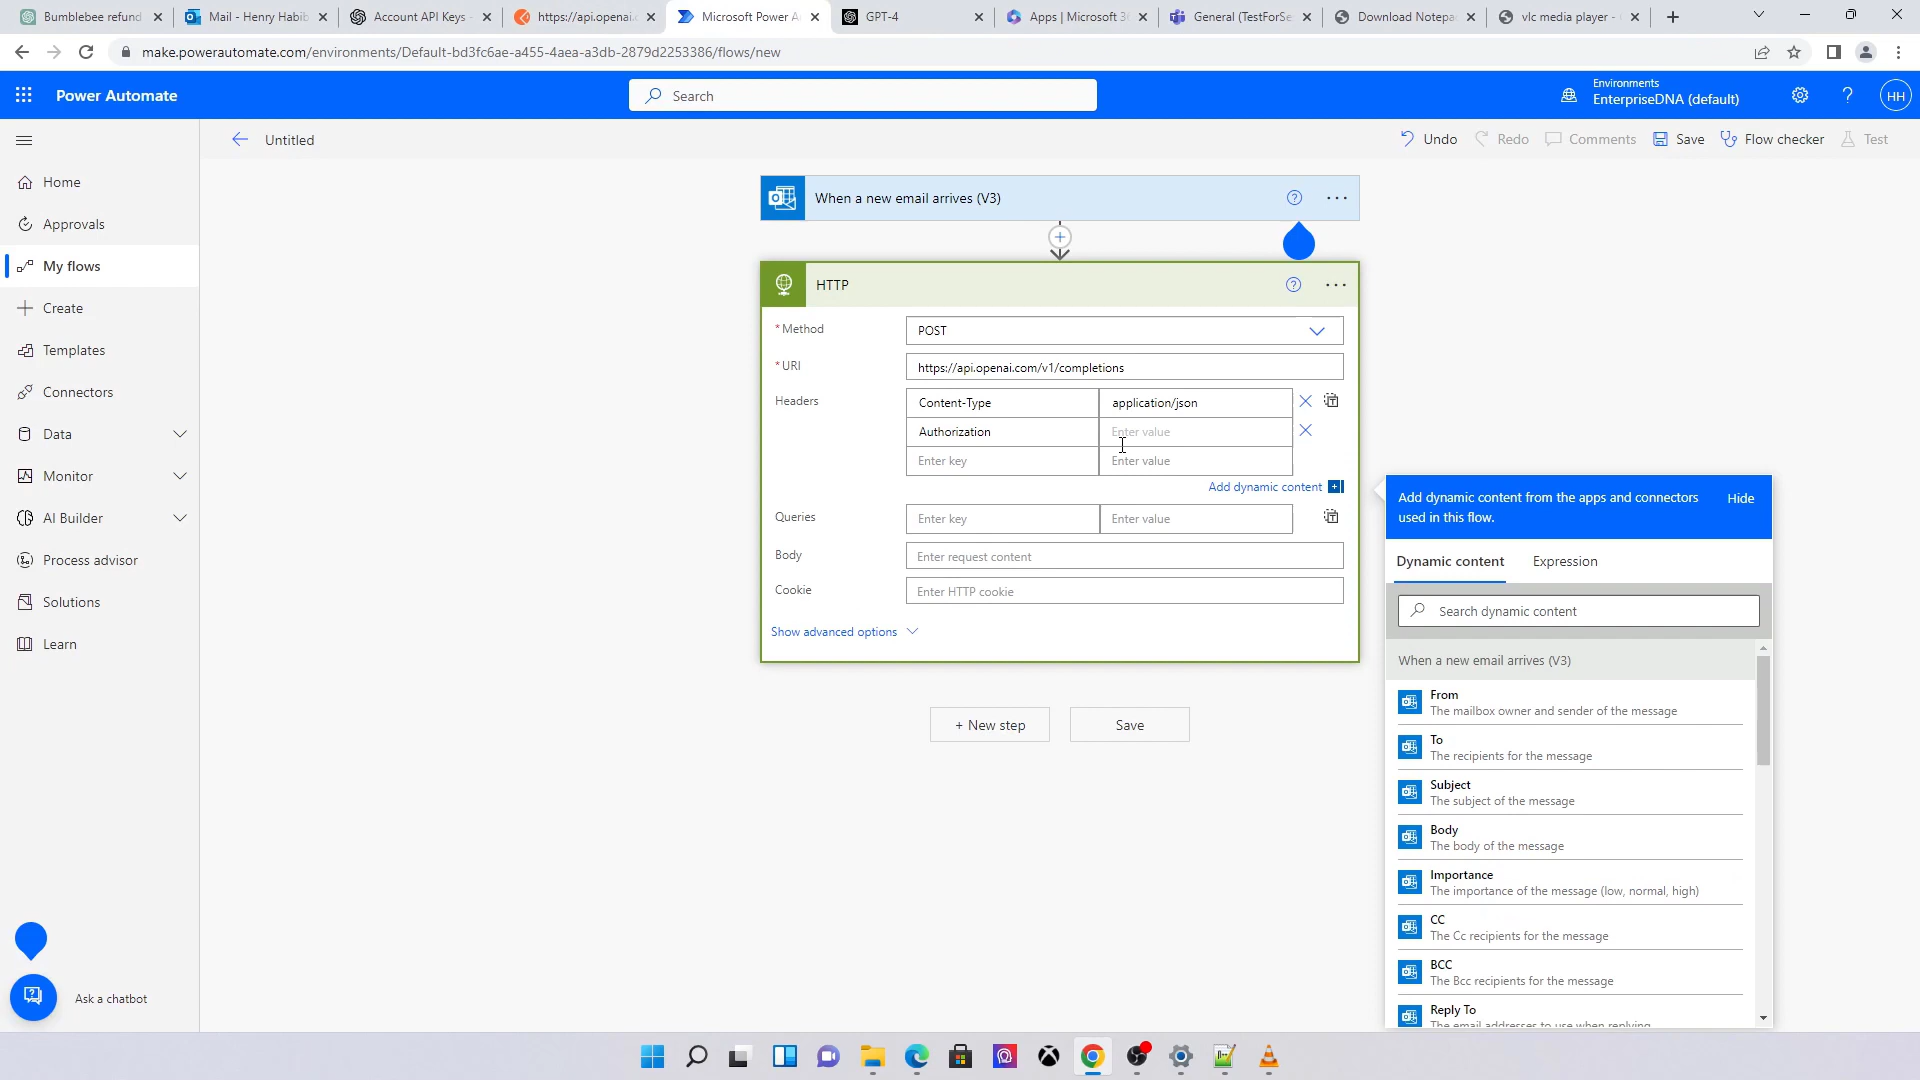 Bumblebee refund
Mail - Henry Habib
Account API Keys -
https://api.openai.
Microsoft Power A
GPT-4
Apps | Microsoft 3
General (TestForSe
Download Notepa
vlc media player -
make.powerautomate.com/environments/Default-bd3fc6ae-a455-4aea-a3db-2879d2253386/flows/new
Power Automate
Search
Environments
EnterpriseDNA (default)
HH
Untitled
Undo
Redo
Comments
Save
Flow checker
Test
Home
Approvals
My flows
Create
Templates
Connectors
Data
Monitor
AI Builder
Process advisor
Solutions
Learn
Ask a chatbot
When a new email arrives (V3)
HTTP
* Method
POST
* URI
https://api.openai.com/v1/completions
Headers
Content-Type
application/json
Authorization
Enter value
Enter key
Enter value
Add dynamic content
Queries
Enter key
Enter value
Body
Enter request content
Cookie
Enter HTTP cookie
Show advanced options
+ New step
Save
Add dynamic content from the apps and connectors
used in this flow.
Hide
Dynamic content
Expression
Search dynamic content
When a new email arrives (V3)
From
The mailbox owner and sender of the message
To
The recipients for the message
Subject
The subject of the message
Body
The body of the message
Importance
The importance of the message (low, normal, high)
CC
The Cc recipients for the message
BCC
The Bcc recipients for the message
Reply To
The email addresses to use when replying